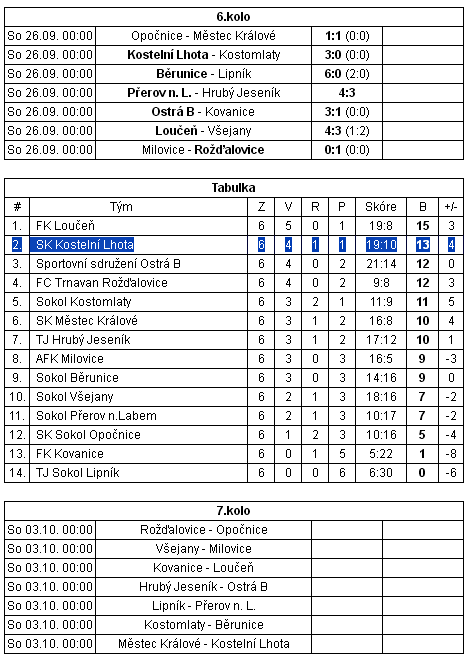 6.kolo
So 26.09. 00:00 Opočnice - Městec Králové 1:1 (0:0)
So 26.09. 00:00 Kostelní Lhota - Kostomlaty 3:0 (0:0)
So 26.09. 00:00 Běrunice - Lipník 6:0 (2:0)
So 26.09. 00:00 Přerov n. L. - Hrubý Jeseník 4:3
So 26.09. 00:00 Ostrá B - Kovanice 3:1 (0:0)
So 26.09. 00:00 Loučeň - Všejany 4:3 (1:2)
So 26.09. 00:00 Milovice - Rožďalovice 0:1 (0:0)
Tabulka
# Tým Z V R P Skóre B +/-
1. FK Loučeň 6 5 0 1 19:8 15 3
2. SK Kostelní Lhota 6 4 1 1 19:10 13 4
3. Sportovní sdružení Ostrá B 6 4 0 2 21:14 12 0
4. FC Trnavan Rožďalovice 6 4 0 2 9:8 12 3
5. Sokol Kostomlaty 6 3 2 1 11:9 11 5
6. SK Městec Králové 6 3 1 2 16:8 10 4
7. TJ Hrubý Jeseník 6 3 1 2 17:12 10 1
8. AFK Milovice 6 3 0 3 16:5 9 -3
9. Sokol Běrunice 6 3 0 3 14:16 9 0
10. Sokol Všejany 6 2 1 3 18:16 7 -2
11. Sokol Přerov n.Labem 6 2 1 3 10:17 7 -2
12. SK Sokol Opočnice 6 1 2 3 10:16 5 -4
13. FK Kovanice 6 0 1 5 5:22 1 -8
14. TJ Sokol Lipník 6 0 0 6 6:30 0 -6
7.kolo
So 03.10. 00:00 Rožďalovice - Opočnice
So 03.10. 00:00 Všejany - Milovice
So 03.10. 00:00 Kovanice - Loučeň
So 03.10. 00:00 Hrubý Jeseník - Ostrá B
So 03.10. 00:00 Lipník - Přerov n. L.
So 03.10. 00:00 Kostomlaty - Běrunice
So 03.10. 00:00 Městec Králové - Kostelní Lhota